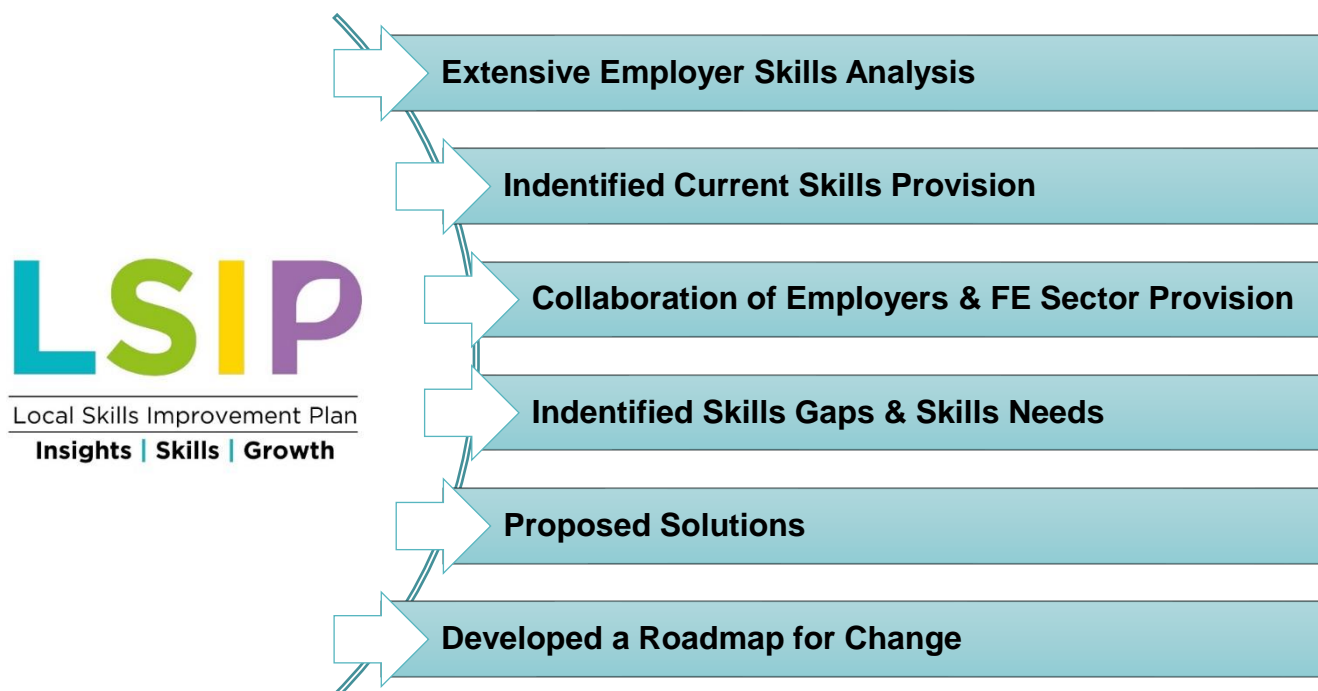 LSIP
Local Skills Improvement Plan
Insights | Skills | Growth
Extensive Employer Skills Analysis
Indentified Current Skills Provision
Collaboration of Employers & FE Sector Provision
Indentified Skills Gaps & Skills Needs
Proposed Solutions
Developed a Roadmap for Change